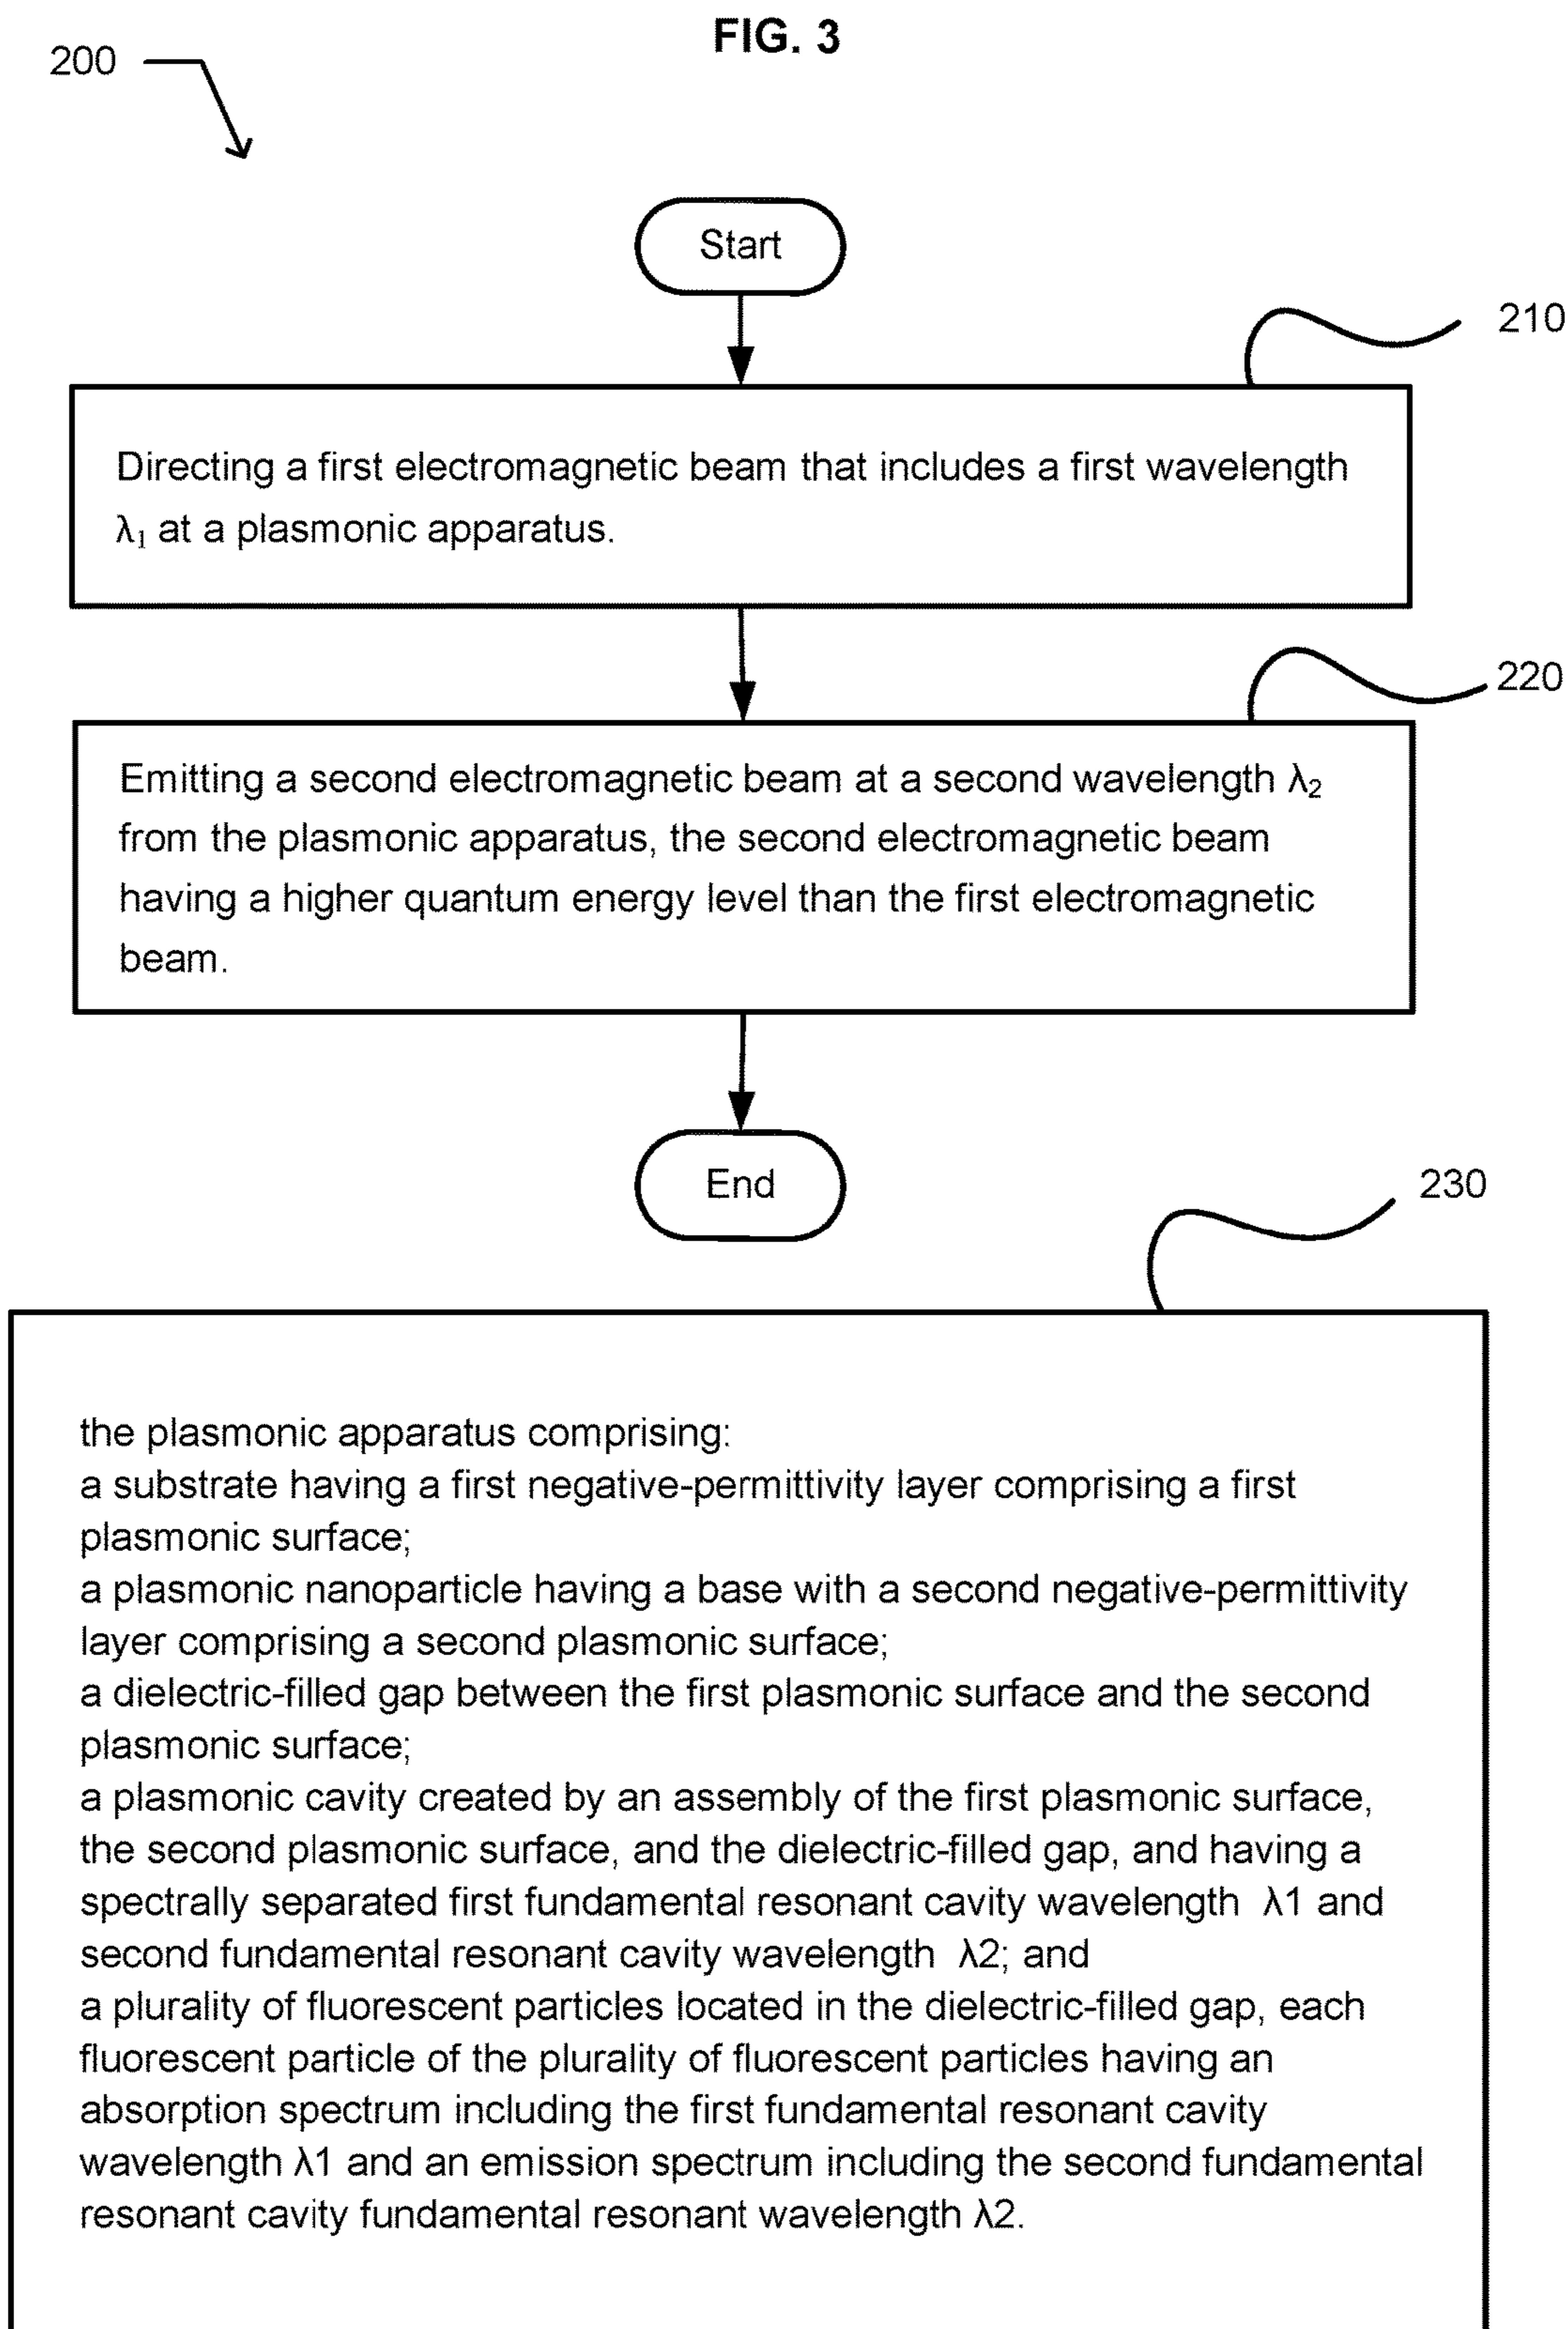 FIG. 3
200
Start
210
Directing a first electromagnetic beam that includes a first wavelength
λ₁ at a plasmonic apparatus.
220
Emitting a second electromagnetic beam at a second wavelength λ₂
from the plasmonic apparatus, the second electromagnetic beam
having a higher quantum energy level than the first electromagnetic
beam.
End
230
the plasmonic apparatus comprising:
a substrate having a first negative-permittivity layer comprising a first
plasmonic surface;
a plasmonic nanoparticle having a base with a second negative-permittivity
layer comprising a second plasmonic surface;
a dielectric-filled gap between the first plasmonic surface and the second
plasmonic surface;
a plasmonic cavity created by an assembly of the first plasmonic surface,
the second plasmonic surface, and the dielectric-filled gap, and having a
spectrally separated first fundamental resonant cavity wavelength λ1 and
second fundamental resonant cavity wavelength λ2; and
a plurality of fluorescent particles located in the dielectric-filled gap, each
fluorescent particle of the plurality of fluorescent particles having an
absorption spectrum including the first fundamental resonant cavity
wavelength λ1 and an emission spectrum including the second fundamental
resonant cavity fundamental resonant wavelength λ2.